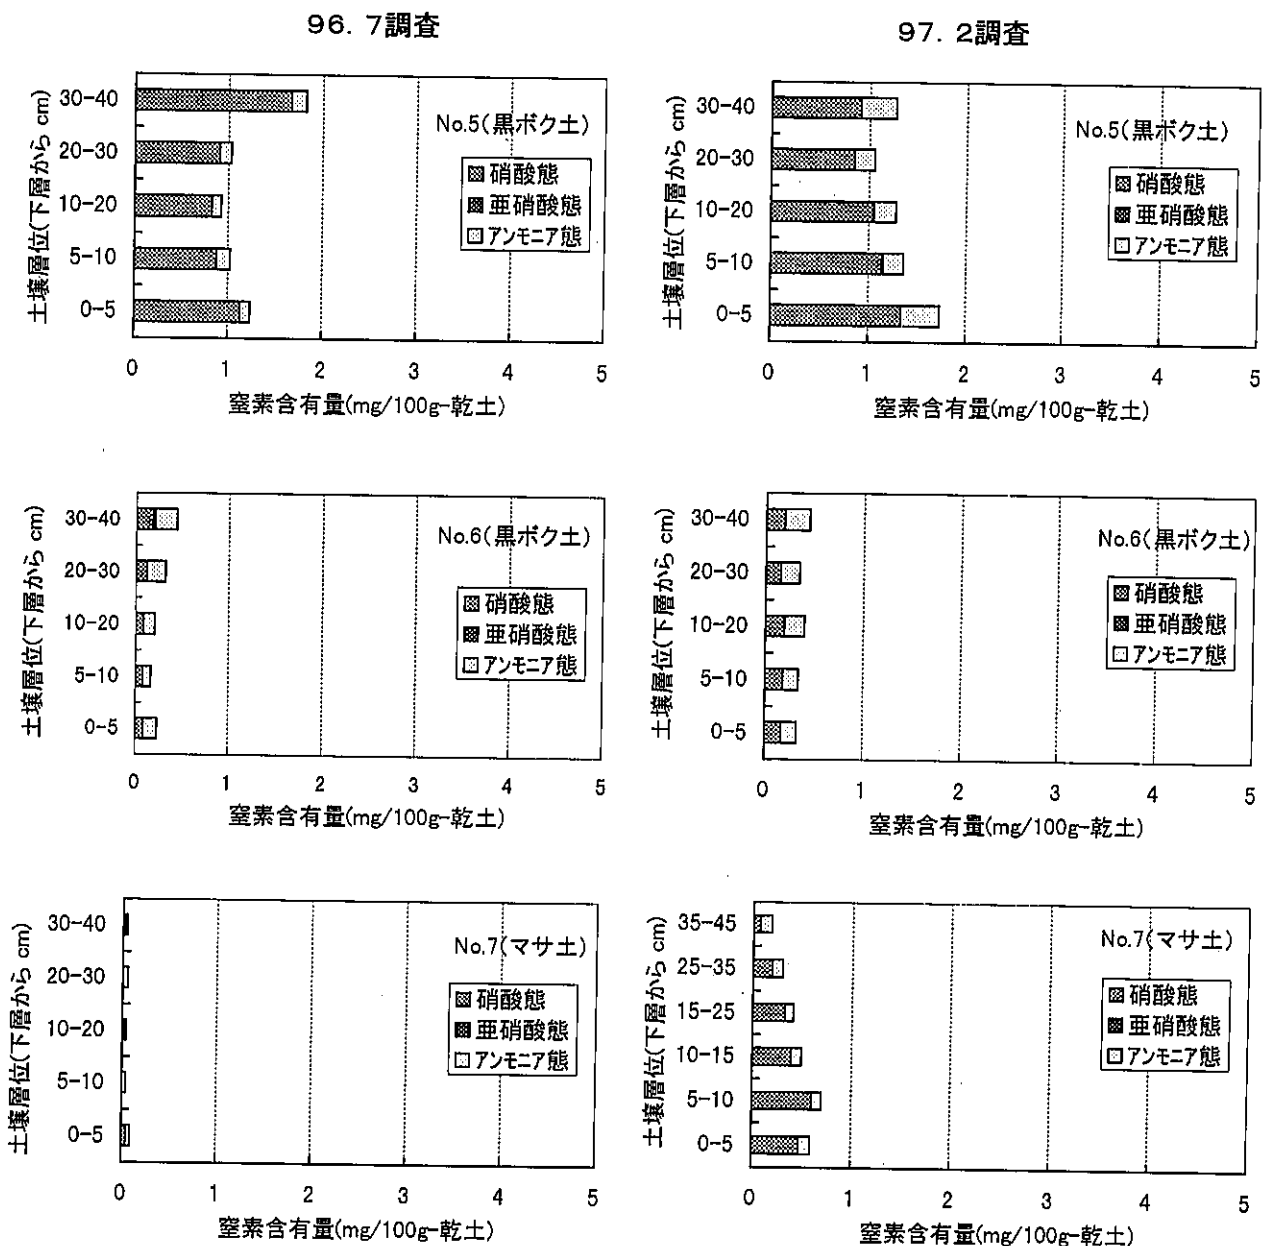 96. 7調査
土壌層位(下層から cm)
30-40
20-30
10-20
5-10
0-5
No.5(黒ボク土)
硝酸態
亜硝酸態
アンモニア態
0 1 2 3 4 5
窒素含有量(mg/100g-乾土)
97. 2調査
土壌層位(下層から cm)
30-40
20-30
10-20
5-10
0-5
No.5(黒ボク土)
硝酸態
亜硝酸態
アンモニア態
0 1 2 3 4 5
窒素含有量(mg/100g-乾土)
土壌層位(下層から cm)
30-40
20-30
10-20
5-10
0-5
No.6(黒ボク土)
硝酸態
亜硝酸態
アンモニア態
0 1 2 3 4 5
窒素含有量(mg/100g-乾土)
土壌層位(下層から cm)
30-40
20-30
10-20
5-10
0-5
No.6(黒ボク土)
硝酸態
亜硝酸態
アンモニア態
0 1 2 3 4 5
窒素含有量(mg/100g-乾土)
土壌層位(下層から cm)
30-40
20-30
10-20
5-10
0-5
No.7(マサ土)
硝酸態
亜硝酸態
アンモニア態
0 1 2 3 4 5
窒素含有量(mg/100g-乾土)
土壌層位(下層から cm)
35-45
25-35
15-25
10-15
5-10
0-5
No.7(マサ土)
硝酸態
亜硝酸態
アンモニア態
0 1 2 3 4 5
窒素含有量(mg/100g-乾土)